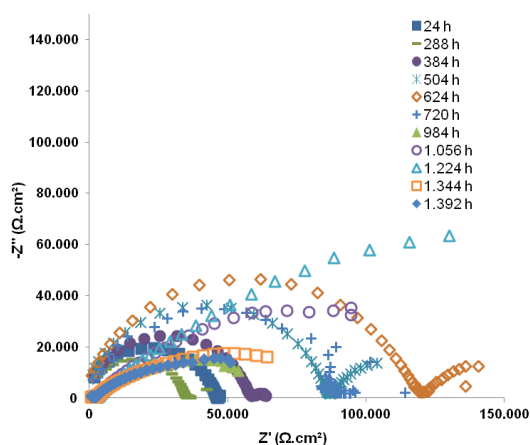 140.000
120.000
100.000
80.000
60.000
40.000
20.000
0
-Z'' (Ω.cm²)
24 h
288 h
384 h
504 h
624 h
720 h
984 h
1.056 h
1.224 h
1.344 h
1.392 h
0 50.000 100.000 150.000
Z' (Ω.cm²)